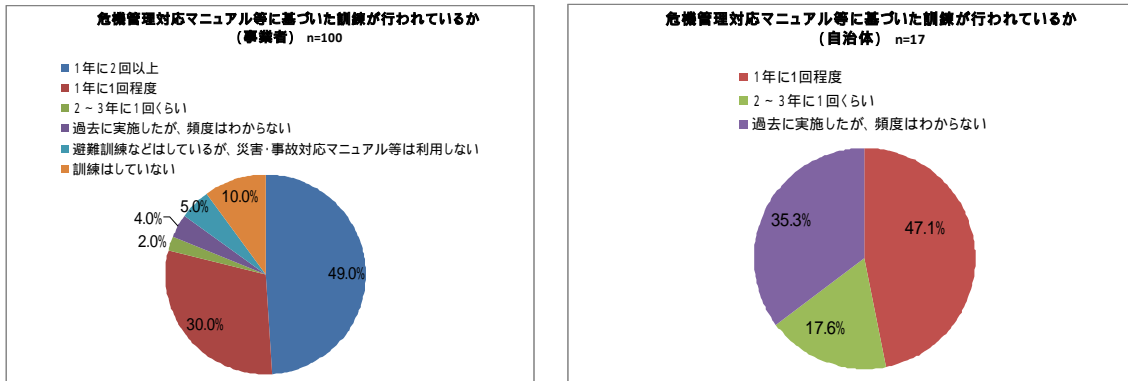 危機管理対応マニュアル等に基づいた訓練が行われているか
(事業者) n=100
1年に2回以上
1年に1回程度
2~3年に1回くらい
過去に実施したが、頻度はわからない
避難訓練などはしているが、災害・事故対応マニュアル等は利用しない
訓練はしていない
10.0%
5.0%
4.0%
2.0%
49.0%
30.0%
危機管理対応マニュアル等に基づいた訓練が行われているか
(自治体) n=17
1年に1回程度
2~3年に1回くらい
過去に実施したが、頻度はわからない
35.3%
47.1%
17.6%